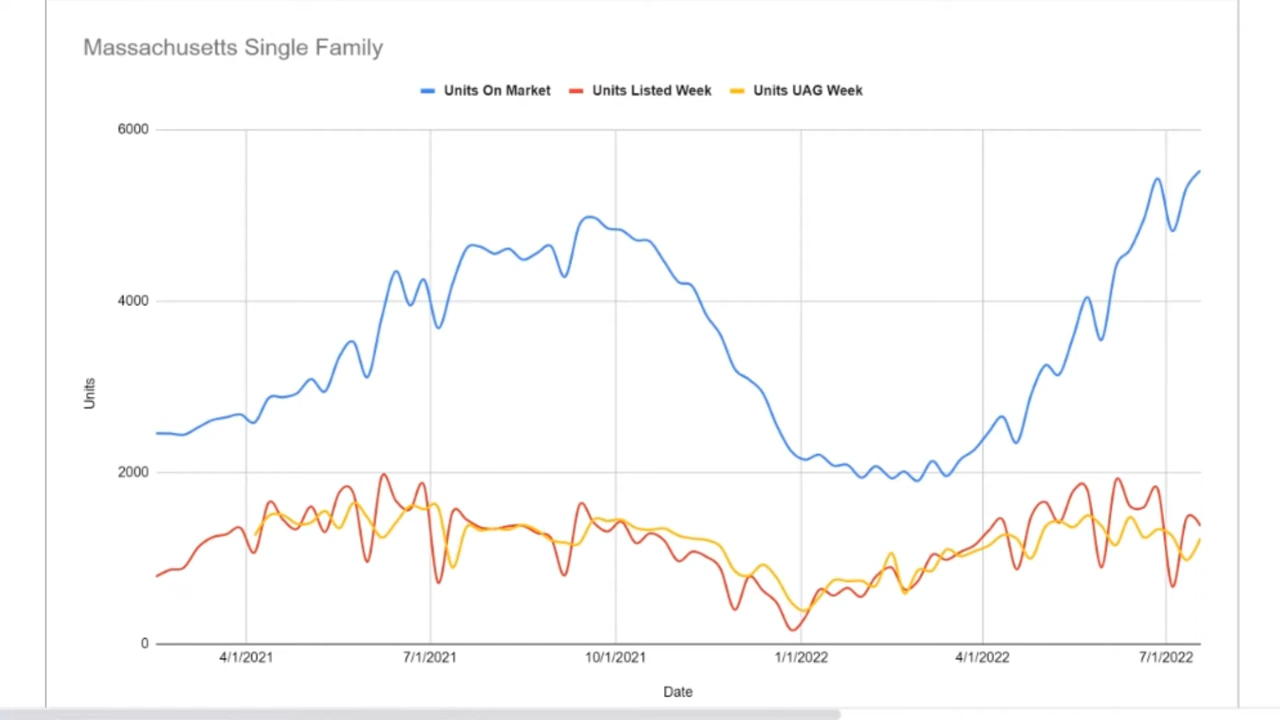 Massachusetts Single Family
Units On Market Units Listed Week Units UAG Week
6000
4000
2000
0
Units
4/1/2021 7/1/2021 10/1/2021 1/1/2022 4/1/2022 7/1/2022
Date